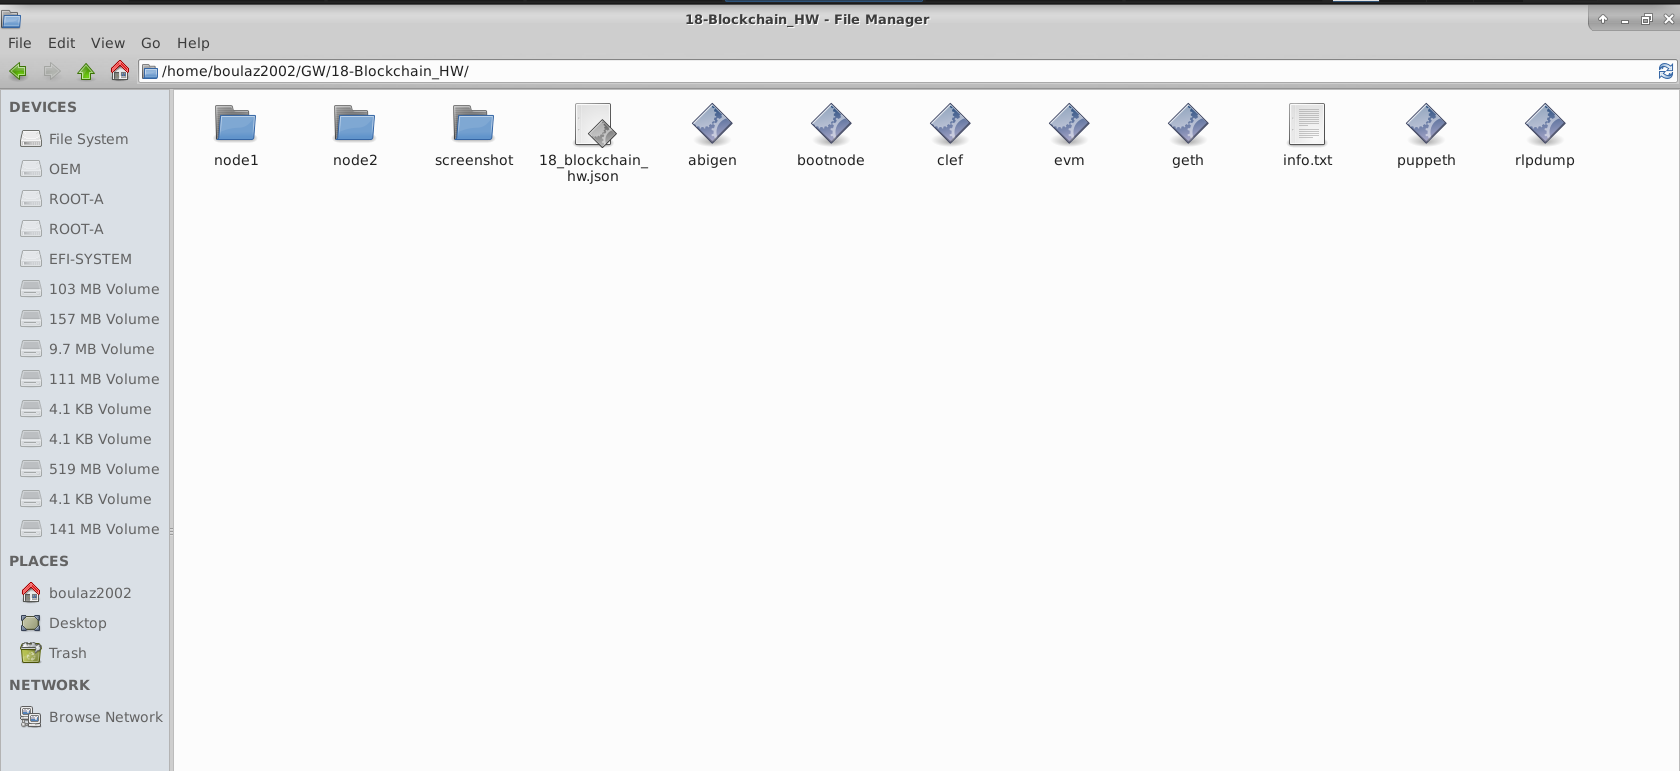 18-Blockchain_HW - File Manager
File Edit View Go Help
/home/boulaz2002/GW/18-Blockchain_HW/
DEVICES
File System
OEM
ROOT-A
ROOT-A
EFI-SYSTEM
103 MB Volume
157 MB Volume
9.7 MB Volume
111 MB Volume
4.1 KB Volume
4.1 KB Volume
519 MB Volume
4.1 KB Volume
141 MB Volume
PLACES
boulaz2002
Desktop
Trash
NETWORK
Browse Network
node1
node2
screenshot
18_blockchain_
hw.json
abigen
bootnode
clef
evm
geth
info.txt
puppeth
rlpdump